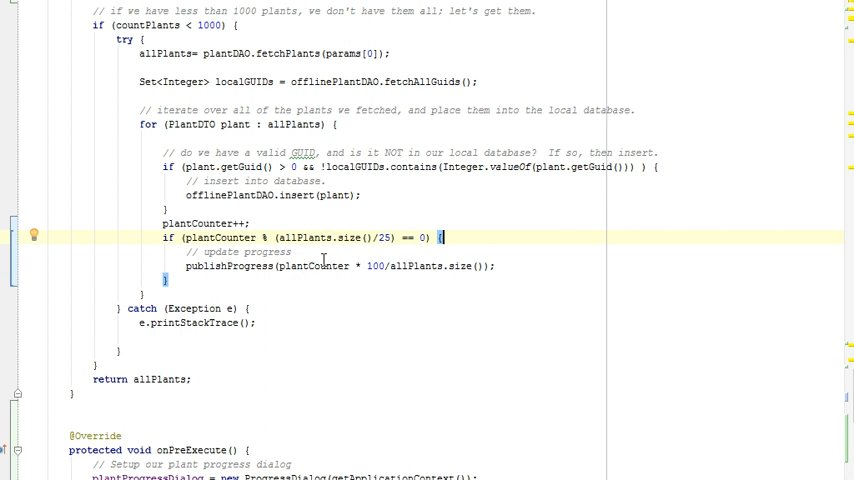 // if we have less than 1000 plants, we don't have them all; let's get them.
if (countPlants < 1000) {
try {
allPlants= plantDAO.fetchPlants(params[0]);
Set<Integer> localGUIDs = offlinePlantDAO.fetchAllGuids();
// iterate over all of the plants we fetched, and place them into the local database.
for (PlantDTO plant : allPlants) {
// do we have a valid GUID, and is it NOT in our local database?  If so, then insert.
if (plant.getGuid() > 0 && !localGUIDs.contains(Integer.valueOf(plant.getGuid())) ) {
// insert into database.
offlinePlantDAO.insert(plant);
}
plantCounter++;
if (plantCounter % (allPlants.size()/25) == 0) {
// update progress
publishProgress(plantCounter * 100/allPlants.size());
}
}
} catch (Exception e) {
e.printStackTrace();
}
}
return allPlants;
}
@Override
protected void onPreExecute() {
// Setup our plant progress dialog
plantProgressDialog = new ProgressDialog(getApplicationContext());